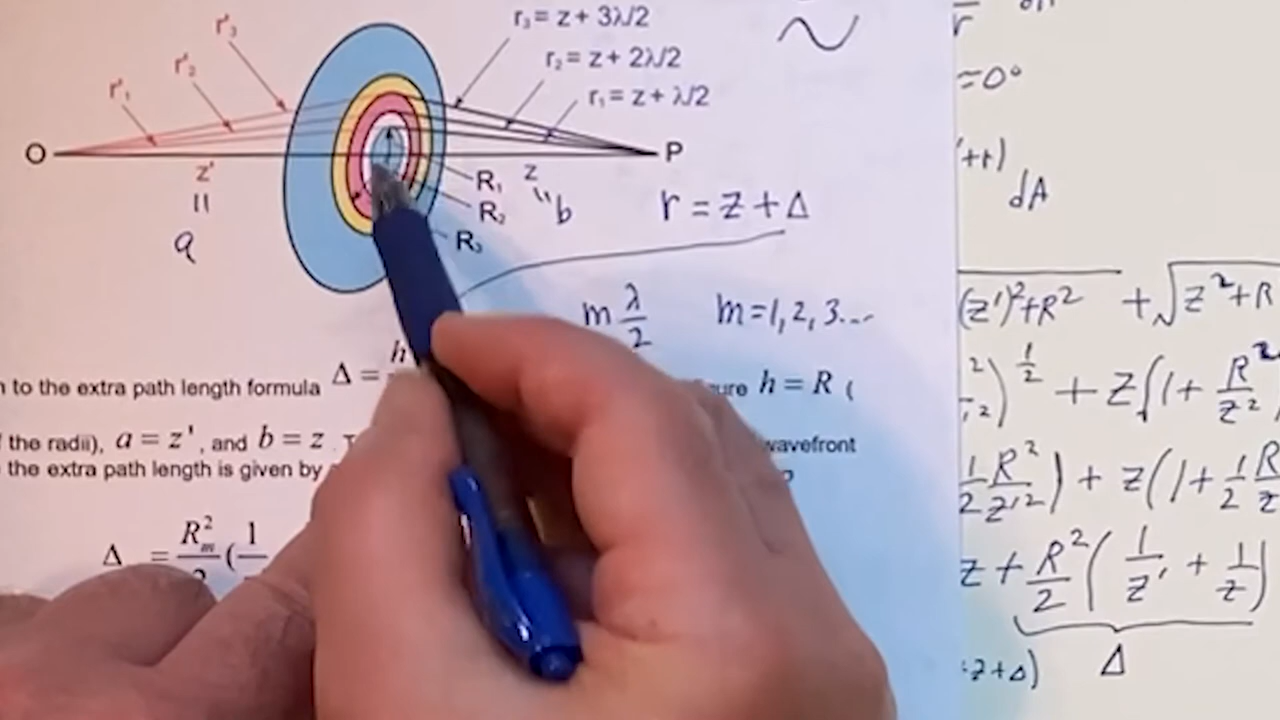 r'₃
r'₂
r'₁
r₃ = z + 3λ/2
r₂ = z + 2λ/2
r₁ = z + λ/2
O
P
z'
z
R₁
R₂
R₃
||
a
" b
r = z + Δ
m λ/2 m = 1, 2, 3...
to the extra path length formula Δ = h
h = R (
the radii), a = z', and b = z
wavefront
the extra path length is given by
Δ = R²ₘ/2 (1
r
≈0°
'+r)
dA
(z')²+R² + √z²+R
²)^½ + z(1 + R²/z²
½ R²/z'²) + z(1 + ½ R/z
z + R²/2 (1/z' + 1/z)
Δ
z+Δ)